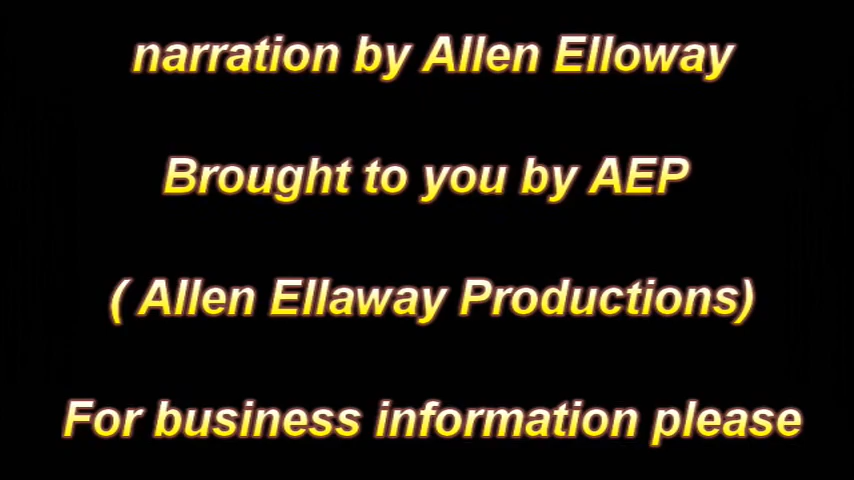 narration by Allen Elloway
Brought to you by AEP
( Allen Ellaway Productions)
For business information please